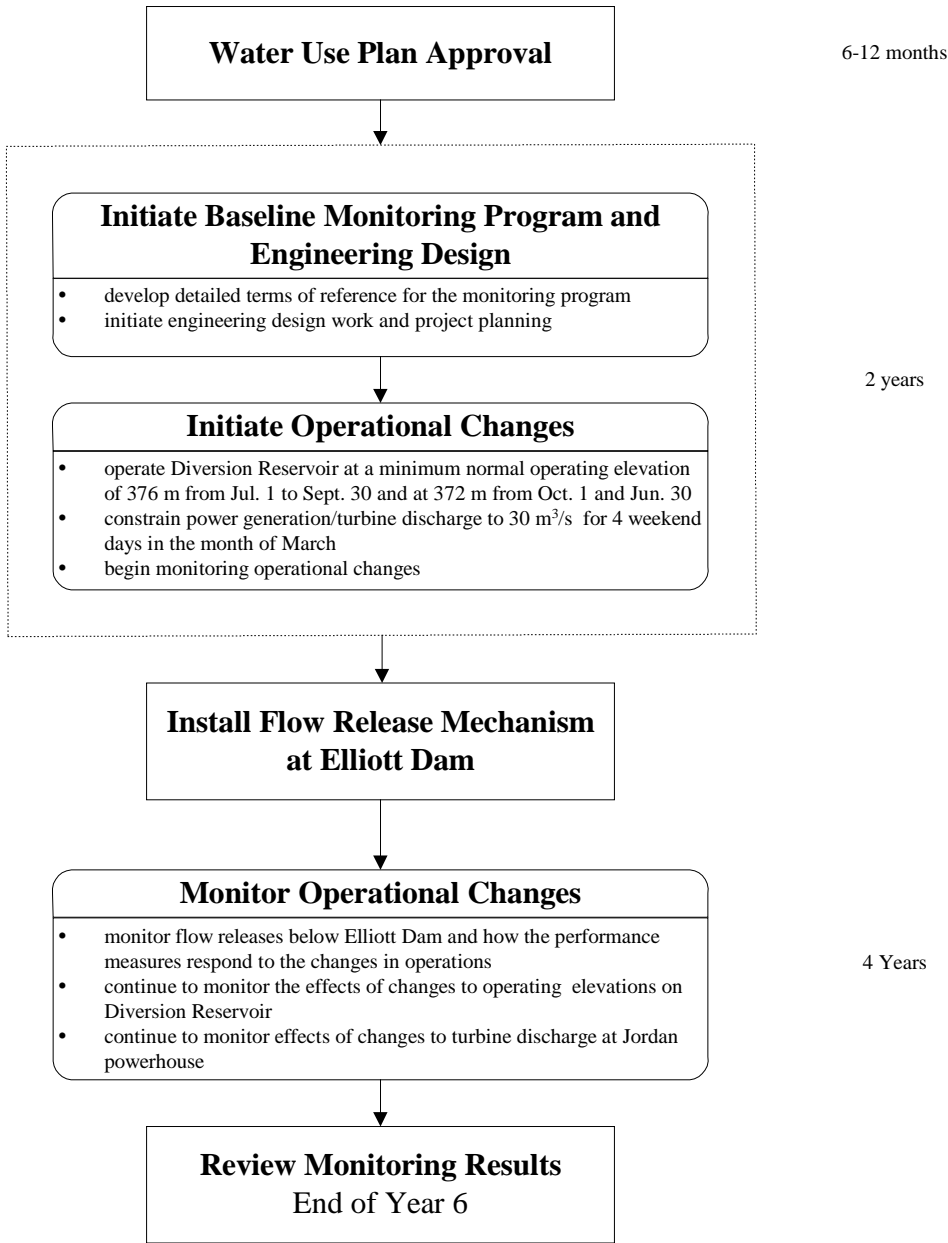 Water Use Plan Approval
6-12 months
Initiate Baseline Monitoring Program and
Engineering Design
• develop detailed terms of reference for the monitoring program
• initiate engineering design work and project planning
2 years
Initiate Operational Changes
• operate Diversion Reservoir at a minimum normal operating elevation
of 376 m from Jul. 1 to Sept. 30 and at 372 m from Oct. 1 and Jun. 30
• constrain power generation/turbine discharge to 30 m³/s for 4 weekend
days in the month of March
• begin monitoring operational changes
Install Flow Release Mechanism
at Elliott Dam
Monitor Operational Changes
• monitor flow releases below Elliott Dam and how the performance
measures respond to the changes in operations
• continue to monitor the effects of changes to operating elevations on
Diversion Reservoir
• continue to monitor effects of changes to turbine discharge at Jordan
powerhouse
4 Years
Review Monitoring Results
End of Year 6